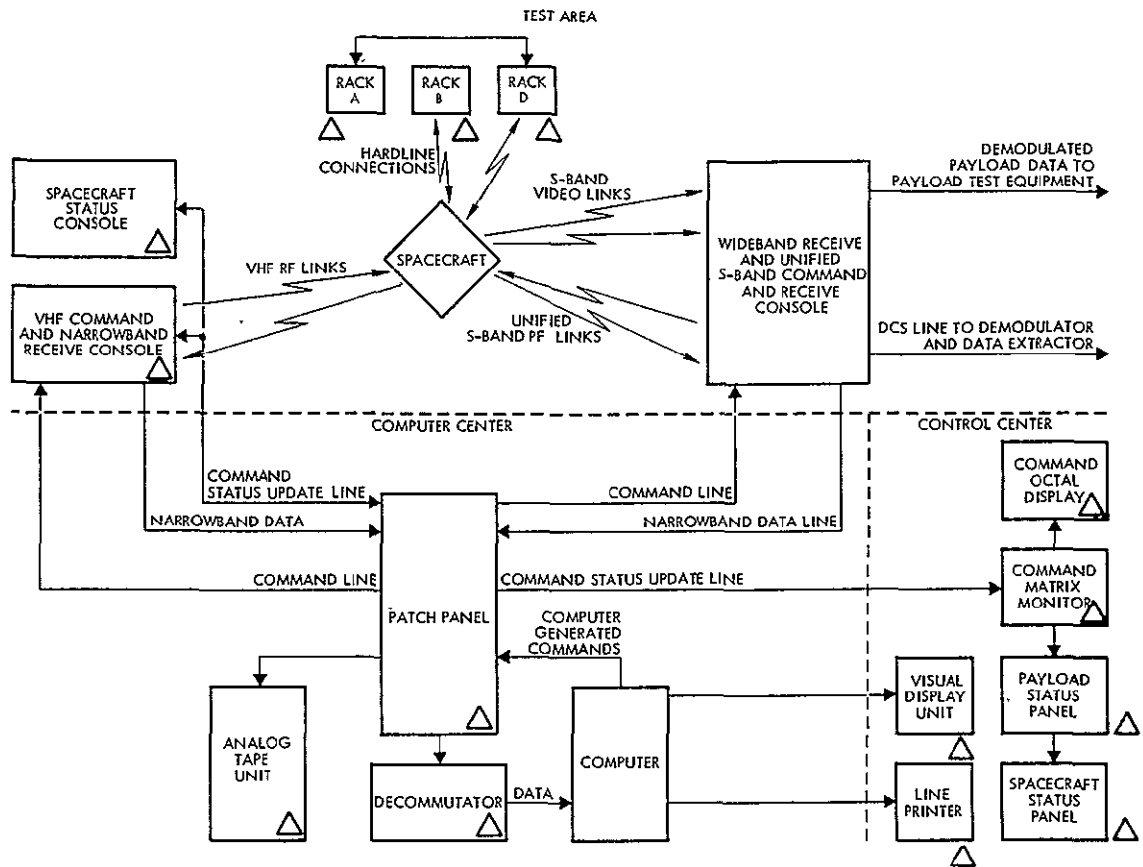 TEST AREA
RACK
A
RACK
B
RACK
D
HARDLINE
CONNECTIONS
S-BAND
VIDEO LINKS
DEMODULATED
PAYLOAD DATA TO
PAYLOAD TEST EQUIPMENT
SPACECRAFT
STATUS
CONSOLE
SPACECRAFT
WIDEBAND RECEIVE
AND UNIFIED
S-BAND COMMAND
AND RECEIVE
CONSOLE
VHF RF LINKS
VHF COMMAND
AND NARROWBAND
RECEIVE CONSOLE
UNIFIED
S-BAND PF LINKS
DCS LINE TO DEMODULATOR
AND DATA EXTRACTOR
COMPUTER CENTER
CONTROL CENTER
COMMAND
STATUS UPDATE LINE
COMMAND LINE
COMMAND
OCTAL
DISPLAY
NARROWBAND DATA
NARROWBAND DATA LINE
COMMAND LINE
COMMAND STATUS UPDATE LINE
COMMAND
MATRIX
MONITOR
PATCH PANEL
COMPUTER
GENERATED
COMMANDS
VISUAL
DISPLAY
UNIT
PAYLOAD
STATUS
PANEL
ANALOG
TAPE
UNIT
COMPUTER
DECOMMUTATOR
DATA
LINE
PRINTER
SPACECRAFT
STATUS
PANEL